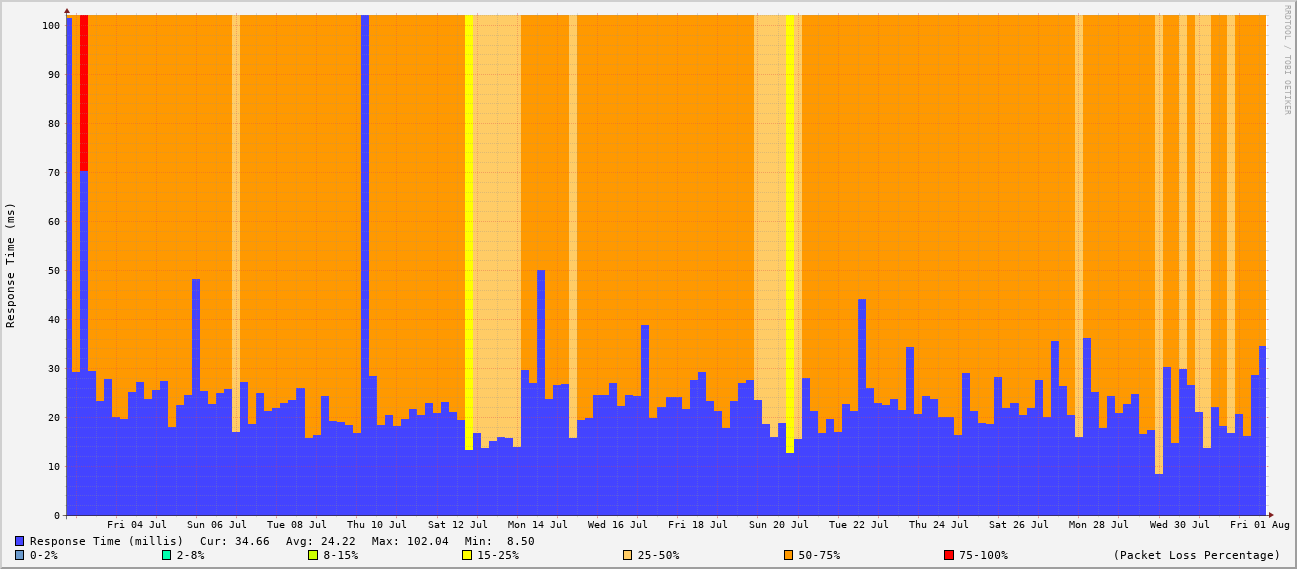 RRDTOOL / TOBI OETIKER
Response Time (ms)
100
90
80
70
60
50
40
30
20
10
0
Fri 04 Jul Sun 06 Jul Tue 08 Jul Thu 10 Jul Sat 12 Jul Mon 14 Jul Wed 16 Jul Fri 18 Jul Sun 20 Jul Tue 22 Jul Thu 24 Jul Sat 26 Jul Mon 28 Jul Wed 30 Jul Fri 01 Aug
Response Time (millis) Cur: 34.66 Avg: 24.22 Max: 102.04 Min: 8.50
0-2% 2-8% 8-15% 15-25% 25-50% 50-75% 75-100% (Packet Loss Percentage)